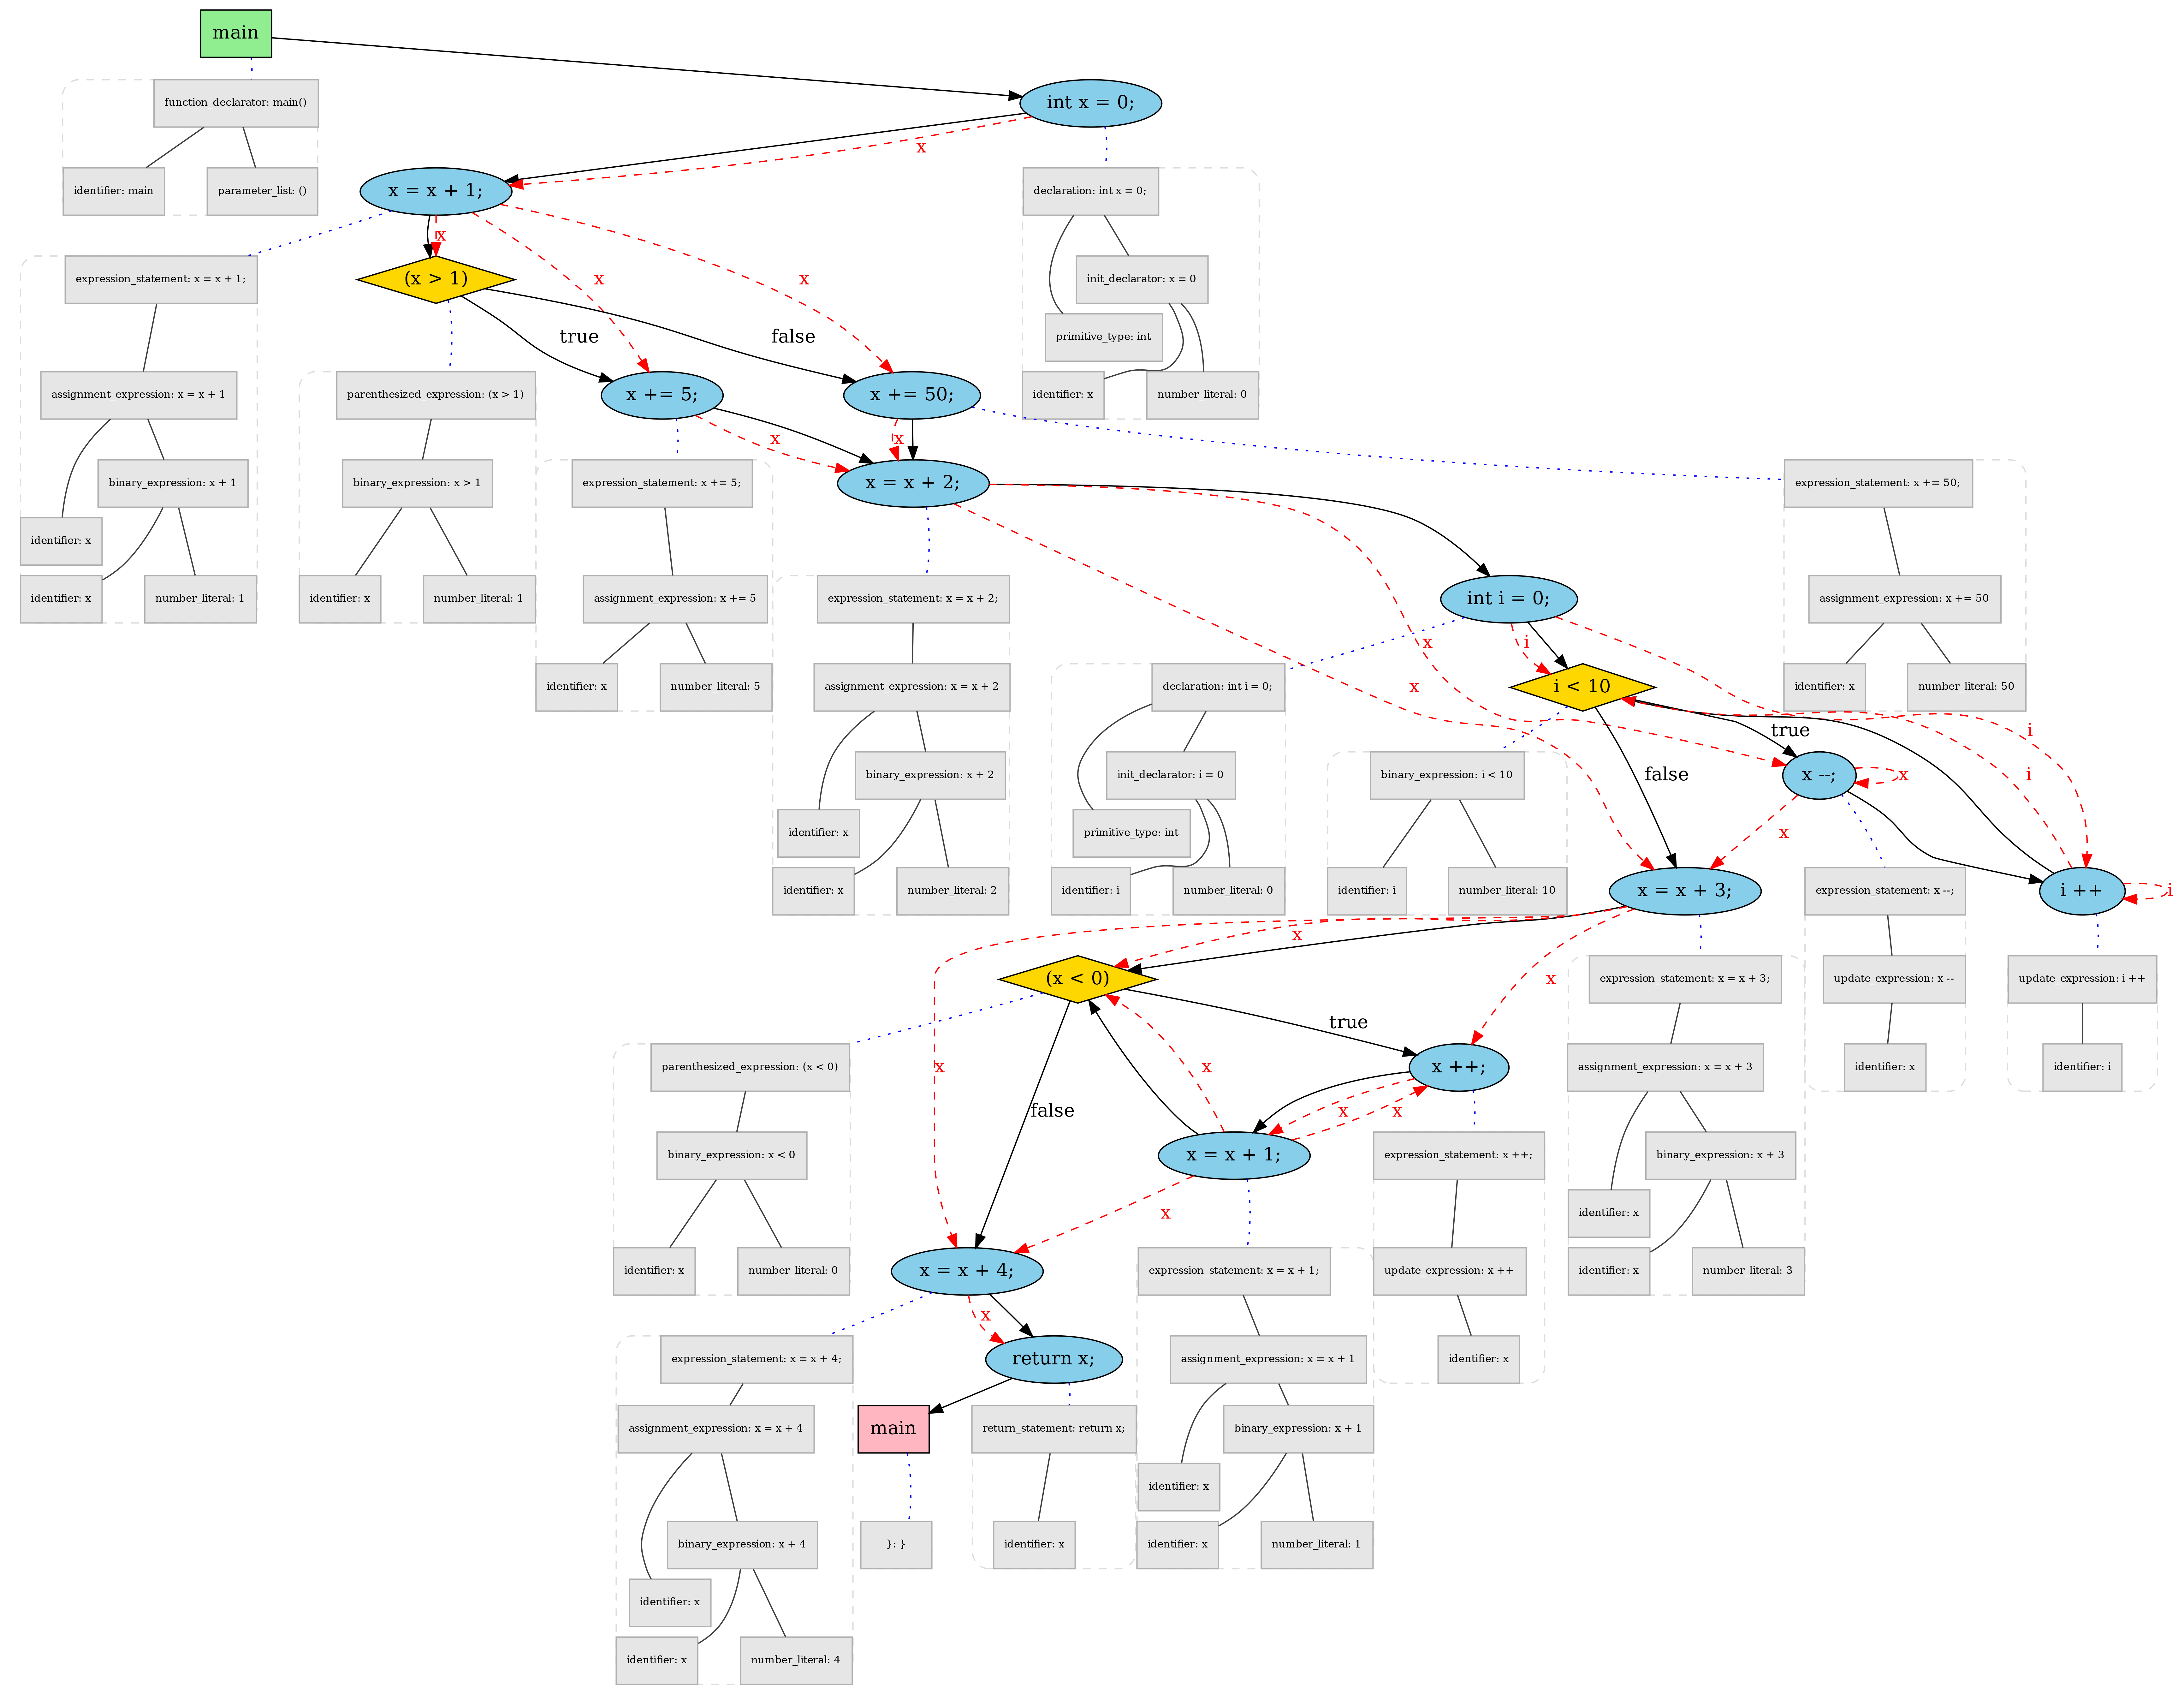 main
function_declarator: main()
int x = 0;
x
identifier: main
parameter_list: ()
x = x + 1;
declaration: int x = 0;
x
expression_statement: x = x + 1;
(x > 1)
x
x
init_declarator: x = 0
true
false
primitive_type: int
assignment_expression: x = x + 1
parenthesized_expression: (x > 1)
x += 5;
x += 50;
identifier: x
number_literal: 0
x
x
binary_expression: x + 1
binary_expression: x > 1
expression_statement: x += 5;
x = x + 2;
expression_statement: x += 50;
identifier: x
identifier: x
number_literal: 1
identifier: x
number_literal: 1
assignment_expression: x += 5
expression_statement: x = x + 2;
int i = 0;
assignment_expression: x += 50
x
i
identifier: x
number_literal: 5
assignment_expression: x = x + 2
declaration: int i = 0;
x
i < 10
identifier: x
number_literal: 50
true
i
binary_expression: x + 2
init_declarator: i = 0
binary_expression: i < 10
false
x --;
x
i
identifier: x
primitive_type: int
x
identifier: x
number_literal: 2
identifier: i
number_literal: 0
identifier: i
number_literal: 10
x = x + 3;
expression_statement: x --;
i ++
i
x
(x < 0)
x
expression_statement: x = x + 3;
update_expression: x --
update_expression: i ++
true
parenthesized_expression: (x < 0)
x
x
x ++;
assignment_expression: x = x + 3
identifier: x
identifier: i
false
x
x
binary_expression: x < 0
x = x + 1;
expression_statement: x ++;
binary_expression: x + 3
x
identifier: x
identifier: x
number_literal: 0
x = x + 4;
expression_statement: x = x + 1;
update_expression: x ++
identifier: x
number_literal: 3
x
expression_statement: x = x + 4;
return x;
assignment_expression: x = x + 1
identifier: x
assignment_expression: x = x + 4
main
return_statement: return x;
binary_expression: x + 1
identifier: x
binary_expression: x + 4
}: }
identifier: x
identifier: x
number_literal: 1
identifier: x
identifier: x
number_literal: 4